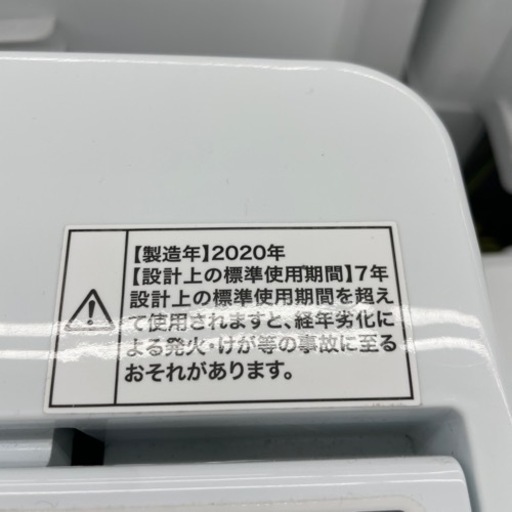 【製造年】2020年
【設計上の標準使用期間】7年
設計上の標準使用期間を超え
て使用されますと、経年劣化に
よる発火・けが等の事故に至る
おそれがあります。